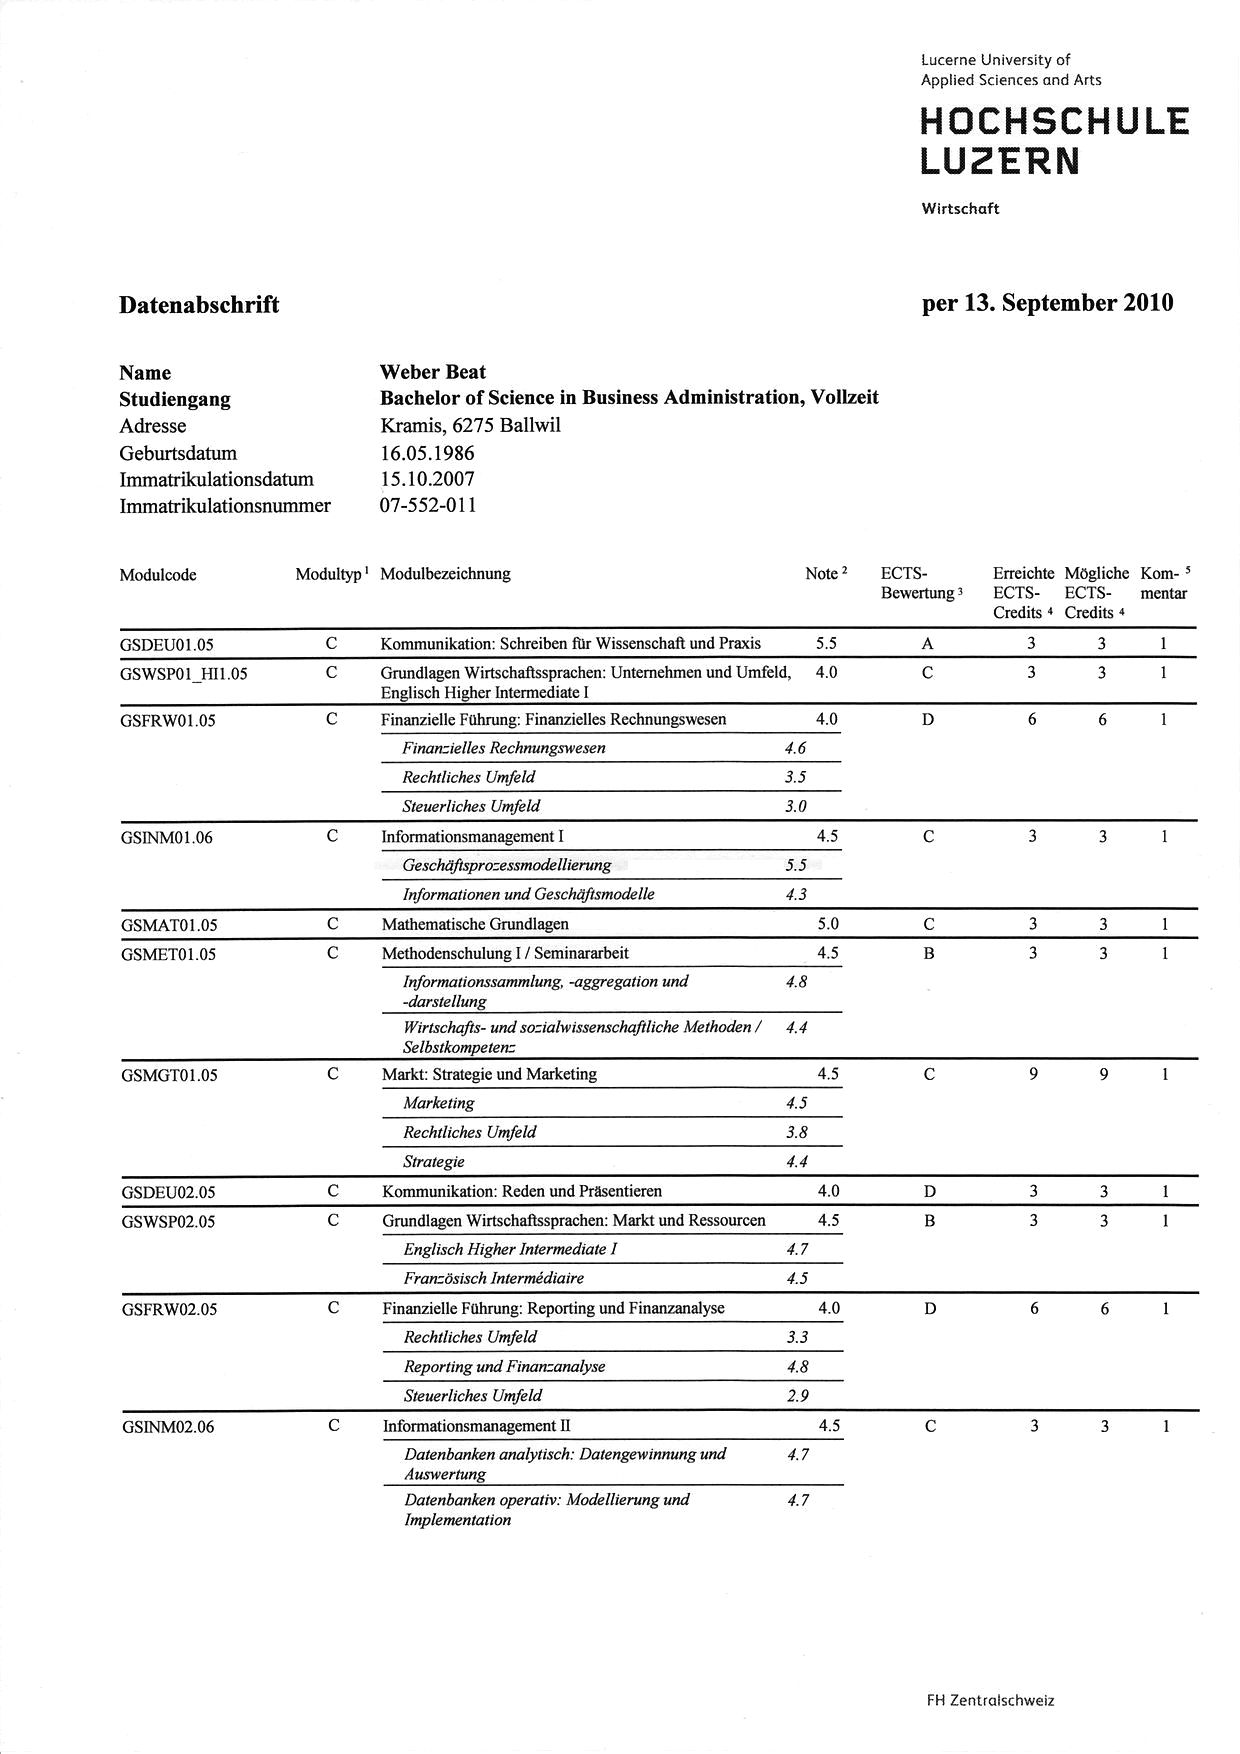 Lucerne University of
Applied Sciences and Arts
HOCHSCHULE
LUZERN
Wirtschaft
Datenabschrift per 13. September 2010
Name Weber Beat
Studiengang Bachelor of Science in Business Administration, Vollzeit
Adresse Kramis, 6275 Ballwil
Geburtsdatum 16.05.1986
Immatrikulationsdatum 15.10.2007
Immatrikulationsnummer 07-552-011
Modulcode Modultyp 1 Modulbezeichnung Note 2 ECTS- Erreichte Mögliche Kom- 5
Bewertung 3 ECTS- ECTS- mentar
Credits 4 Credits 4
GSDEU01.05 C Kommunikation: Schreiben für Wissenschaft und Praxis 5.5 A 3 3 1
GSWSP01_HI1.05 C Grundlagen Wirtschaftssprachen: Unternehmen und Umfeld, 4.0 C 3 3 1
Englisch Higher Intermediate I
GSFRW01.05 C Finanzielle Führung: Finanzielles Rechnungswesen 4.0 D 6 6 1
Finanzielles Rechnungswesen 4.6
Rechtliches Umfeld 3.5
Steuerliches Umfeld 3.0
GSINM01.06 C Informationsmanagement I 4.5 C 3 3 1
Geschäftsprozessmodellierung 5.5
Informationen und Geschäftsmodelle 4.3
GSMAT01.05 C Mathematische Grundlagen 5.0 C 3 3 1
GSMET01.05 C Methodenschulung I / Seminararbeit 4.5 B 3 3 1
Informationssammlung, -aggregation und 4.8
-darstellung
Wirtschafts- und sozialwissenschaftliche Methoden / 4.4
Selbstkompetenz
GSMGT01.05 C Markt: Strategie und Marketing 4.5 C 9 9 1
Marketing 4.5
Rechtliches Umfeld 3.8
Strategie 4.4
GSDEU02.05 C Kommunikation: Reden und Präsentieren 4.0 D 3 3 1
GSWSP02.05 C Grundlagen Wirtschaftssprachen: Markt und Ressourcen 4.5 B 3 3 1
Englisch Higher Intermediate I 4.7
Französisch Intermédiaire 4.5
GSFRW02.05 C Finanzielle Führung: Reporting und Finanzanalyse 4.0 D 6 6 1
Rechtliches Umfeld 3.3
Reporting und Finanzanalyse 4.8
Steuerliches Umfeld 2.9
GSINM02.06 C Informationsmanagement II 4.5 C 3 3 1
Datenbanken analytisch: Datengewinnung und 4.7
Auswertung
Datenbanken operativ: Modellierung und 4.7
Implementation
FH Zentralschweiz